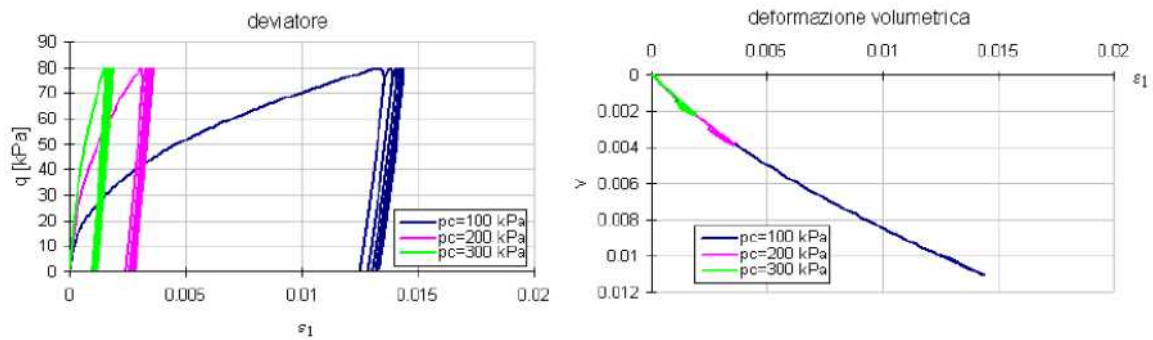 deviatore
90
80
70
60
50
40
30
20
10
0
q [kPa]
0
0.005
0.01
0.015
0.02
ε1
pc=100 kPa
pc=200 kPa
pc=300 kPa
deformazione volumetrica
0
0.005
0.01
0.015
0.02
ε1
0
0.002
0.004
0.006
0.008
0.01
0.012
v
pc=100 kPa
pc=200 kPa
pc=300 kPa